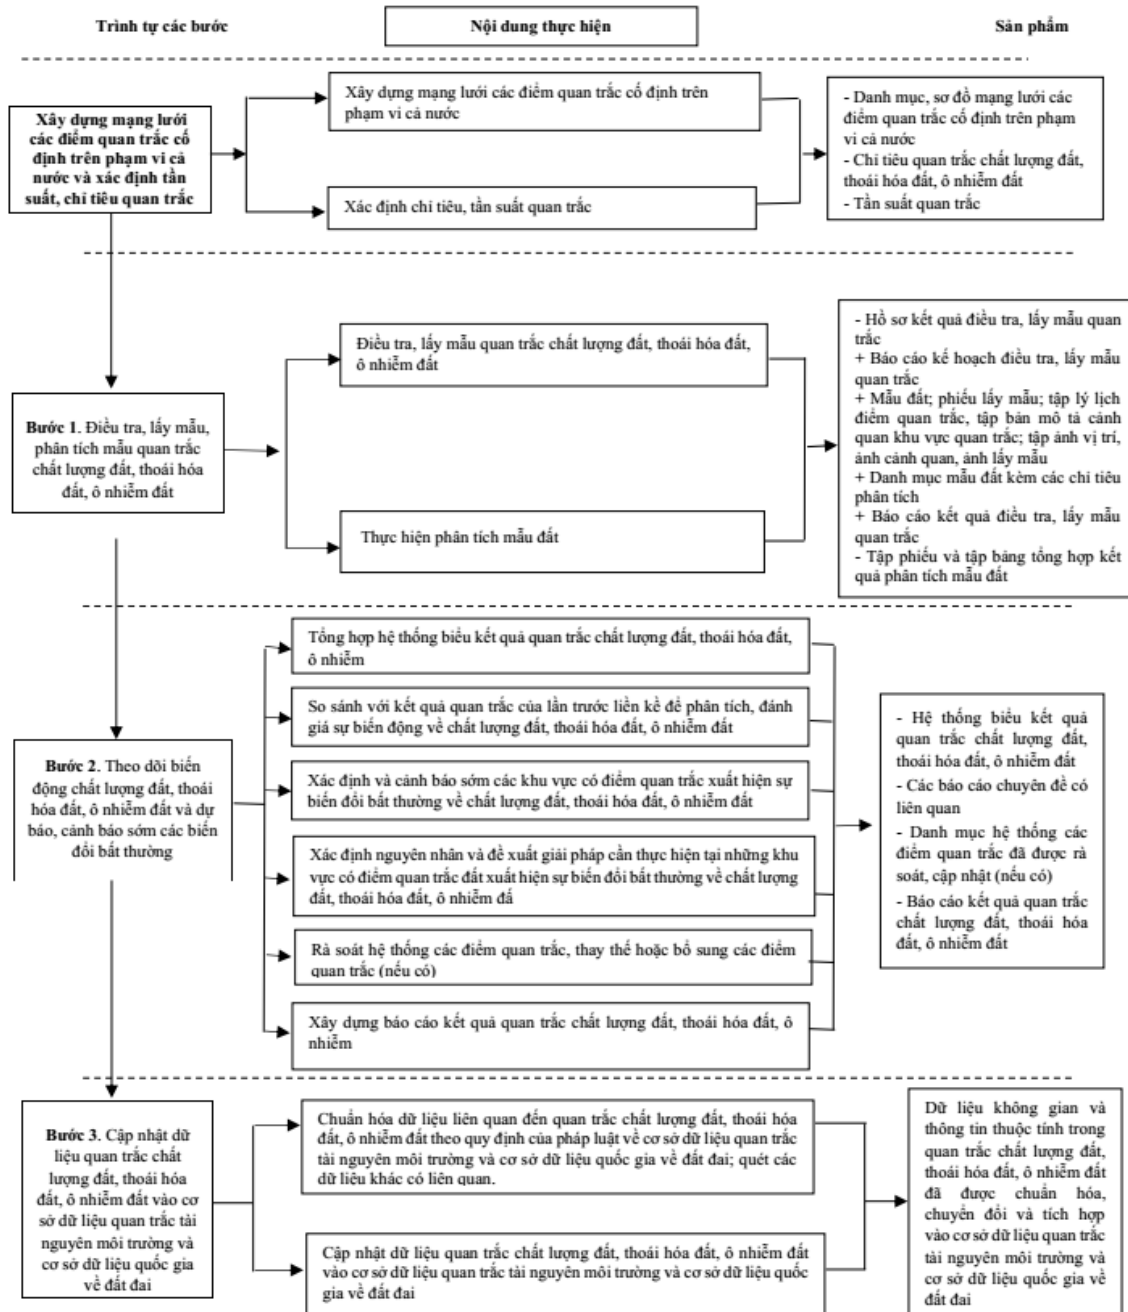 Trình tự các bước
Nội dung thực hiện
Sản phẩm
Xây dựng mạng lưới
các điểm quan trắc cố
định trên phạm vi cả
nước và xác định tần
suất, chỉ tiêu quan trắc
Xây dựng mạng lưới các điểm quan trắc cố định trên
phạm vi cả nước
Xác định chỉ tiêu, tần suất quan trắc
- Danh mục, sơ đồ mạng lưới các
điểm quan trắc cố định trên phạm
vi cả nước
- Chỉ tiêu quan trắc chất lượng đất,
thoái hóa đất, ô nhiễm đất
- Tần suất quan trắc
Bước 1. Điều tra, lấy mẫu,
phân tích mẫu quan trắc
chất lượng đất, thoái hóa
đất, ô nhiễm đất
Điều tra, lấy mẫu quan trắc chất lượng đất, thoái hóa đất,
ô nhiễm đất
Thực hiện phân tích mẫu đất
- Hồ sơ kết quả điều tra, lấy mẫu quan
trắc
+ Báo cáo kế hoạch điều tra, lấy mẫu
quan trắc
+ Mẫu đất; phiếu lấy mẫu; tập lý lịch
điểm quan trắc, tập bản mô tả cảnh
quan khu vực quan trắc; tập ảnh vị trí,
ảnh cảnh quan, ảnh lấy mẫu
+ Danh mục mẫu đất kèm các chỉ tiêu
phân tích
+ Báo cáo kết quả điều tra, lấy mẫu
quan trắc
- Tập phiếu và tập bảng tổng hợp kết
quả phân tích mẫu đất
Bước 2. Theo dõi biến
động chất lượng đất, thoái
hóa đất, ô nhiễm đất và dự
báo, cảnh báo sớm các biến
đổi bất thường
Tổng hợp hệ thống biểu kết quả quan trắc chất lượng đất, thoái hóa đất,
ô nhiễm
So sánh với kết quả quan trắc của lần trước liền kề để phân tích, đánh
giá sự biến động về chất lượng đất, thoái hóa đất, ô nhiễm đất
Xác định và cảnh báo sớm các khu vực có điểm quan trắc xuất hiện sự
biến đổi bất thường về chất lượng đất, thoái hóa đất, ô nhiễm đất
Xác định nguyên nhân và đề xuất giải pháp cần thực hiện tại những khu
vực có điểm quan trắc đất xuất hiện sự biến đổi bất thường về chất lượng
đất, thoái hóa đất, ô nhiễm đấ
Rà soát hệ thống các điểm quan trắc, thay thế hoặc bổ sung các điểm
quan trắc (nếu có)
Xây dựng báo cáo kết quả quan trắc chất lượng đất, thoái hóa đất, ô
nhiễm
- Hệ thống biểu kết quả
quan trắc chất lượng đất,
thoái hóa đất, ô nhiễm đất
- Các báo cáo chuyên đề có
liên quan
- Danh mục hệ thống các
điểm quan trắc đã được rà
soát, cập nhật (nếu có)
- Báo cáo kết quả quan trắc
chất lượng đất, thoái hóa
đất, ô nhiễm đất
Bước 3. Cập nhật dữ
liệu quan trắc chất
lượng đất, thoái hóa
đất, ô nhiễm đất vào cơ
sở dữ liệu quan trắc tài
nguyên môi trường và
cơ sở dữ liệu quốc gia
về đất đai
Chuẩn hóa dữ liệu liên quan đến quan trắc chất lượng đất, thoái hóa
đất, ô nhiễm đất theo quy định của pháp luật về cơ sở dữ liệu quan trắc
tài nguyên môi trường và cơ sở dữ liệu quốc gia về đất đai; quét các
dữ liệu khác có liên quan.
Cập nhật dữ liệu quan trắc chất lượng đất, thoái hóa đất, ô nhiễm đất
vào cơ sở dữ liệu quan trắc tài nguyên môi trường và cơ sở dữ liệu quốc
gia về đất đai
Dữ liệu không gian và
thông tin thuộc tính trong
quan trắc chất lượng đất,
thoái hóa đất, ô nhiễm đất
đã được chuẩn hóa,
chuyển đổi và tích hợp
vào cơ sở dữ liệu quan trắc
tài nguyên môi trường và
cơ sở dữ liệu quốc gia về
đất đai